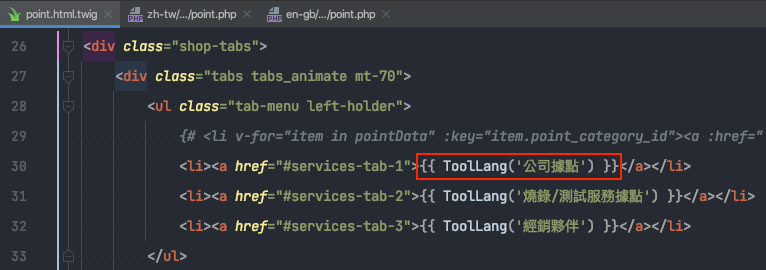 point.html.twig zh-tw/.../point.php en-gb/.../point.php
26 <div class="shop-tabs">
27 <div class="tabs tabs_animate mt-70">
28 <ul class="tab-menu left-holder">
29 {# <li v-for="item in pointData" :key="item.point_category_id"><a :href="
30 <li><a href="#services-tab-1">{{ ToolLang('公司據點') }}</a></li>
31 <li><a href="#services-tab-2">{{ ToolLang('燒錄/測試服務據點') }}</a></li>
32 <li><a href="#services-tab-3">{{ ToolLang('經銷夥伴') }}</a></li>
33 </ul>